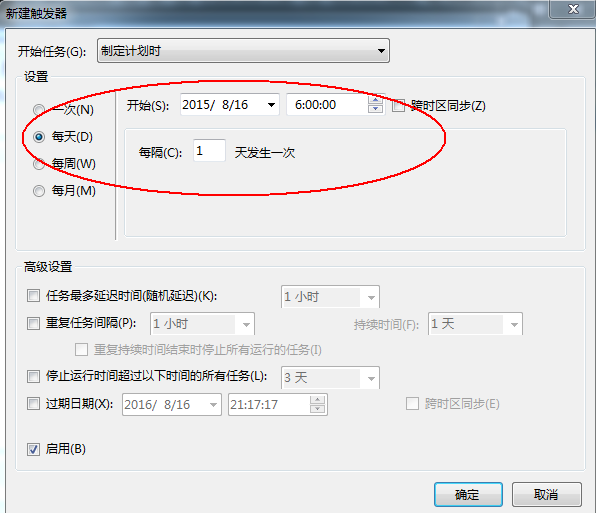 新建触发器
开始任务(G): 制定计划时
设置
一次(N)
每天(D)
每周(W)
每月(M)
开始(S): 2015/ 8/16 6:00:00 跨时区同步(Z)
每隔(C): 1 天发生一次
高级设置
任务最多延迟时间(随机延迟)(K): 1 小时
重复任务间隔(P): 1 小时 持续时间(F): 1 天
重复持续时间结束时停止所有运行的任务(I)
停止运行时间超过以下时间的所有任务(L): 3 天
过期日期(X): 2016/ 8/16 21:17:17 跨时区同步(E)
启用(B)
确定 取消